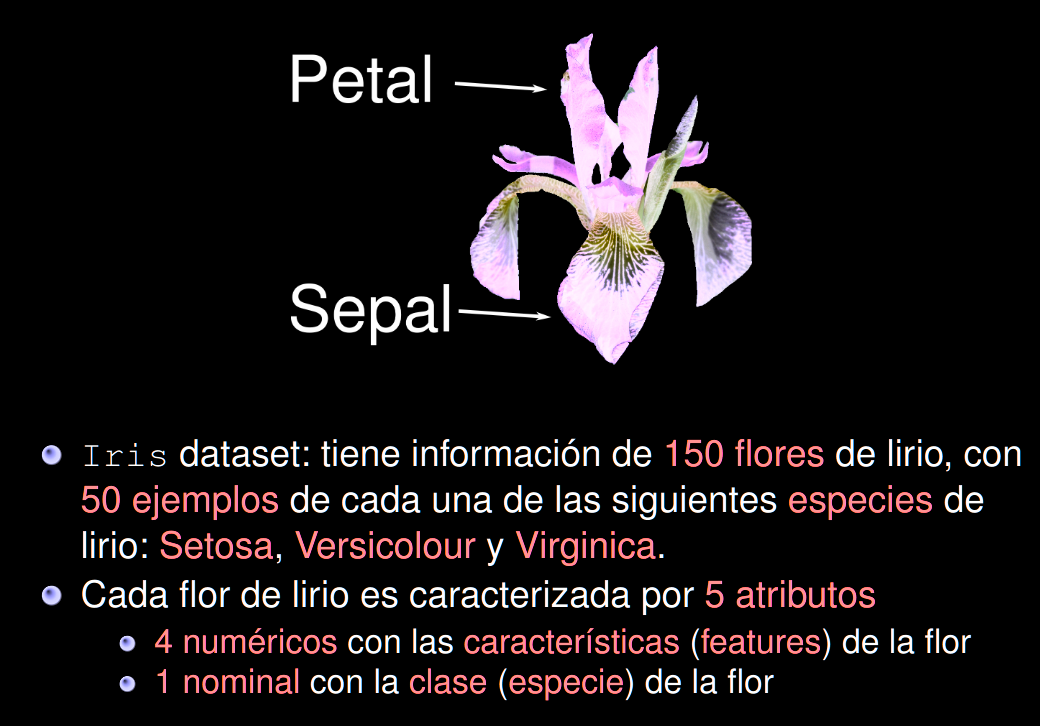 Petal
Sepal
Iris dataset: tiene información de 150 flores de lirio, con
50 ejemplos de cada una de las siguientes especies de
lirio: Setosa, Versicolour y Virginica.
Cada flor de lirio es caracterizada por 5 atributos
4 numéricos con las características (features) de la flor
1 nominal con la clase (especie) de la flor